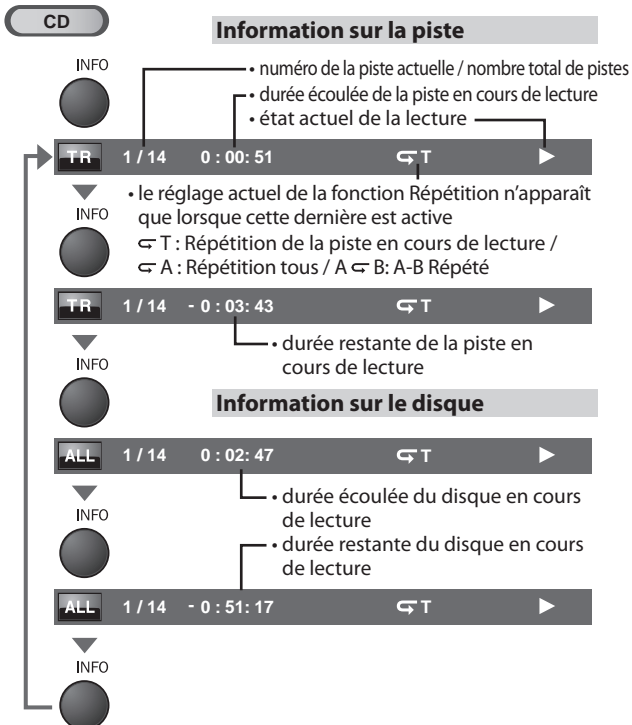 CD
Information sur la piste
INFO
• numéro de la piste actuelle / nombre total de pistes
• durée écoulée de la piste en cours de lecture
• état actuel de la lecture
TR 1 / 14 0 : 00: 51 T
• le réglage actuel de la fonction Répétition n’apparaît
que lorsque cette dernière est active
INFO
T : Répétition de la piste en cours de lecture /
A : Répétition tous / A B: A-B Répété
TR 1 / 14 - 0 : 03: 43 T
• durée restante de la piste en
cours de lecture
INFO
Information sur le disque
ALL 1 / 14 0 : 02: 47 T
• durée écoulée du disque en cours
de lecture
INFO
• durée restante du disque en cours
de lecture
ALL 1 / 14 - 0 : 51: 17 T
INFO